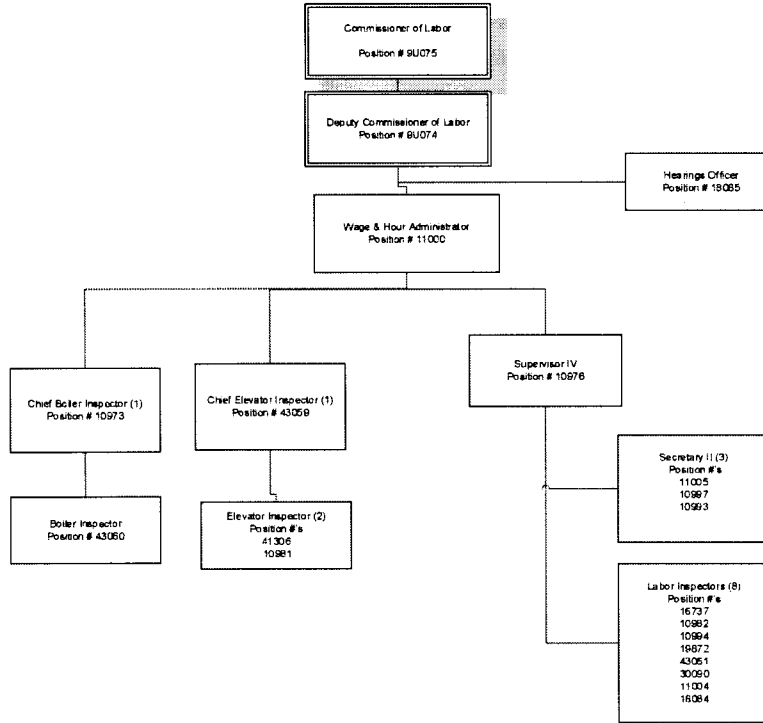 Commissioner of Labor
Position # 9U075
Deputy Commissioner of Labor
Position # 9U074
Hearings Officer
Position # 18085
Wage & Hour Administrator
Position # 11000
Supervisor IV
Position # 10976
Chief Boiler Inspector (1)
Position # 10973
Chief Elevator Inspector (1)
Position # 43059
Boiler Inspector
Position # 43060
Elevator Inspector (2)
Position #'s
41306
10981
Secretary II (3)
Position #'s
11005
10997
10993
Labor Inspectors (8)
Position #'s
16737
10982
10994
19872
43061
30090
11004
18084